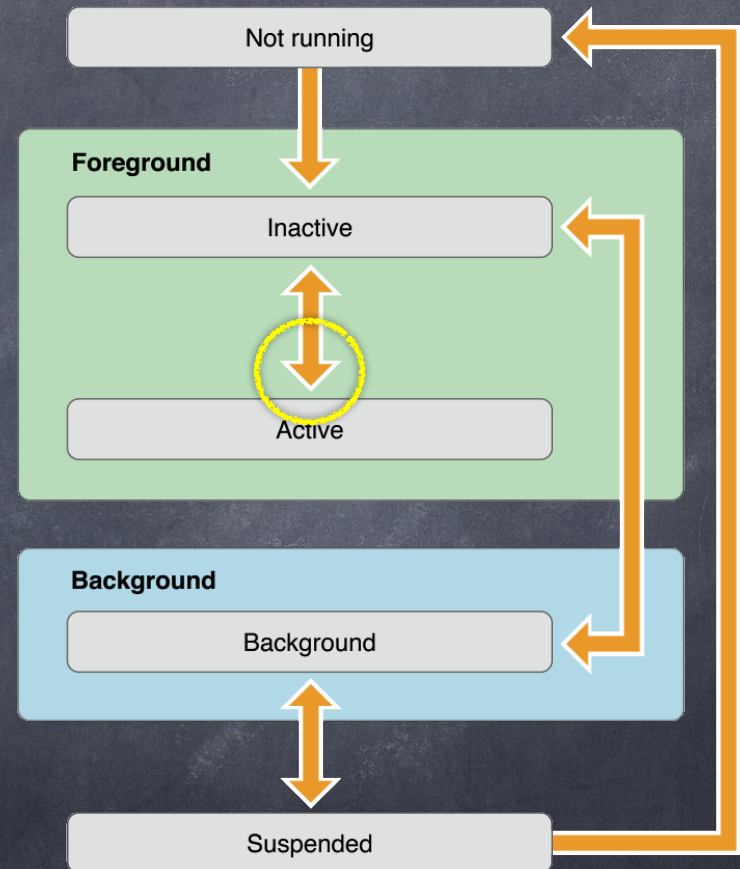 Not running
Foreground
Inactive
Active
Background
Background
Suspended